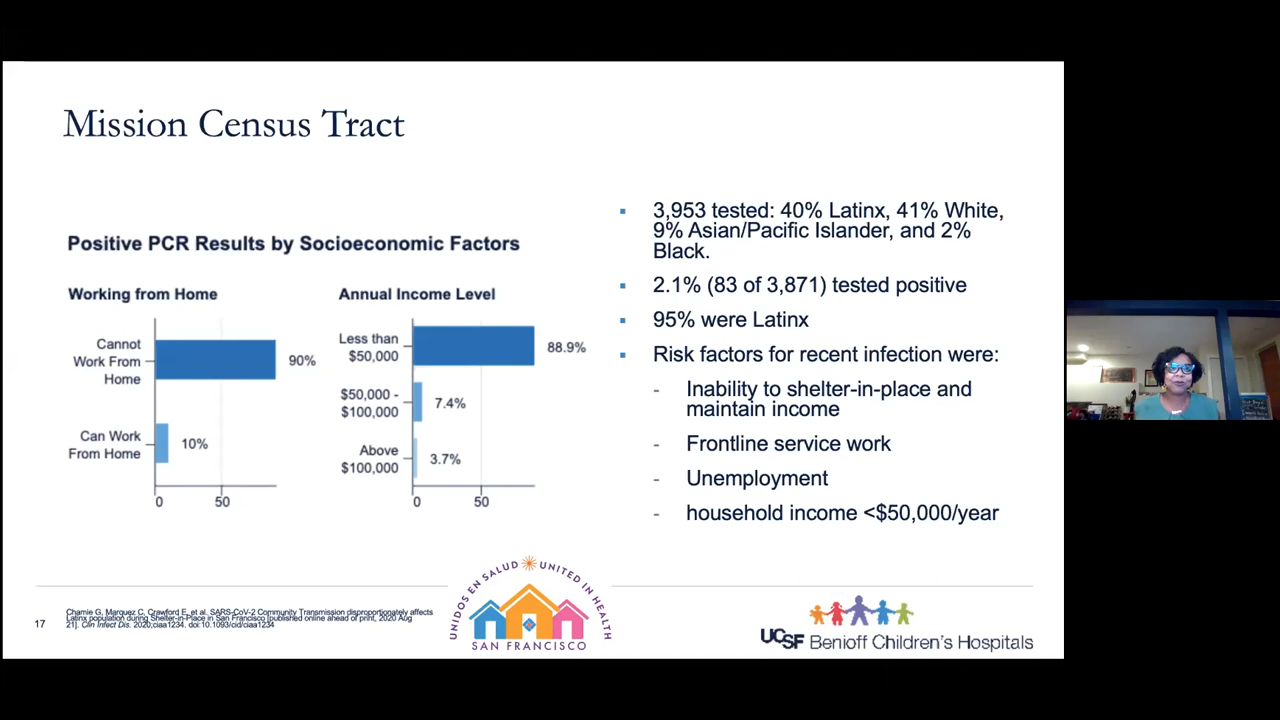 Mission Census Tract
Positive PCR Results by Socioeconomic Factors
Working from Home
Cannot
Work From
Home
90%
Can Work
From Home
10%
0
50
Annual Income Level
Less than
$50,000
88.9%
$50,000 -
$100,000
7.4%
Above
$100,000
3.7%
0
50
3,953 tested: 40% Latinx, 41% White,
9% Asian/Pacific Islander, and 2%
Black.
2.1% (83 of 3,871) tested positive
95% were Latinx
Risk factors for recent infection were:
- Inability to shelter-in-place and
maintain income
- Frontline service work
- Unemployment
- household income <$50,000/year
17
Chamie G, Marquez C, Crawford E, et al. SARS-CoV-2 Community Transmission disproportionately affects
Latinx population during Shelter-in-Place in San Francisco [published online ahead of print, 2020 Aug
21]. Clin Infect Dis. 2020;ciaa1234. doi:10.1093/cid/ciaa1234
UNIDOS EN SALUD UNITED IN HEALTH
SAN FRANCISCO
UCSF Benioff Children's Hospitals